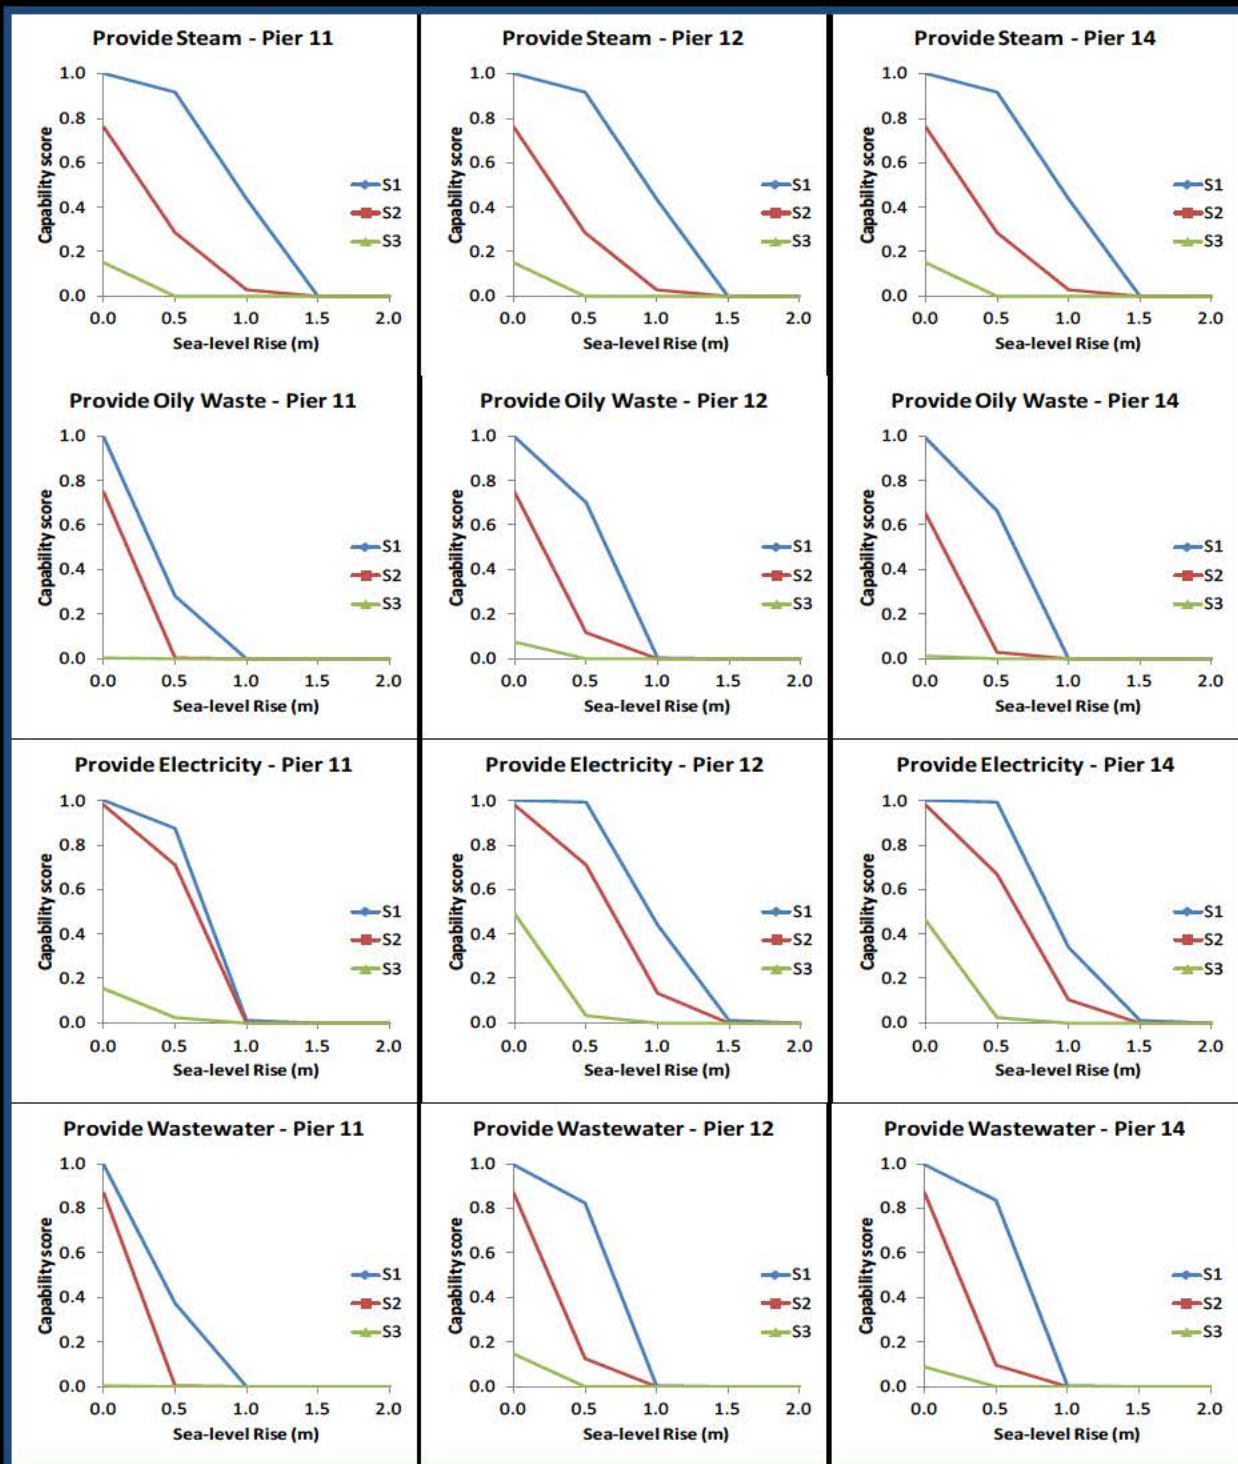 Provide Steam - Pier 11
1.0
0.8
0.6
0.4
0.2
0.0
Capability score
S1
S2
S3
0.0 0.5 1.0 1.5 2.0
Sea-level Rise (m)
Provide Steam - Pier 12
1.0
0.8
0.6
0.4
0.2
0.0
Capability score
S1
S2
S3
0.0 0.5 1.0 1.5 2.0
Sea-level Rise (m)
Provide Steam - Pier 14
1.0
0.8
0.6
0.4
0.2
0.0
Capability score
S1
S2
S3
0.0 0.5 1.0 1.5 2.0
Sea-level Rise (m)
Provide Oily Waste - Pier 11
1.0
0.8
0.6
0.4
0.2
0.0
Capability score
S1
S2
S3
0.0 0.5 1.0 1.5 2.0
Sea-level Rise (m)
Provide Oily Waste - Pier 12
1.0
0.8
0.6
0.4
0.2
0.0
Capability score
S1
S2
S3
0.0 0.5 1.0 1.5 2.0
Sea-level Rise (m)
Provide Oily Waste - Pier 14
1.0
0.8
0.6
0.4
0.2
0.0
Capability score
S1
S2
S3
0.0 0.5 1.0 1.5 2.0
Sea-level Rise (m)
Provide Electricity - Pier 11
1.0
0.8
0.6
0.4
0.2
0.0
Capability score
S1
S2
S3
0.0 0.5 1.0 1.5 2.0
Sea-level Rise (m)
Provide Electricity - Pier 12
1.0
0.8
0.6
0.4
0.2
0.0
Capability score
S1
S2
S3
0.0 0.5 1.0 1.5 2.0
Sea-level Rise (m)
Provide Electricity - Pier 14
1.0
0.8
0.6
0.4
0.2
0.0
Capability score
S1
S2
S3
0.0 0.5 1.0 1.5 2.0
Sea-level Rise (m)
Provide Wastewater - Pier 11
1.0
0.8
0.6
0.4
0.2
0.0
Capability score
S1
S2
S3
0.0 0.5 1.0 1.5 2.0
Sea-level Rise (m)
Provide Wastewater - Pier 12
1.0
0.8
0.6
0.4
0.2
0.0
Capability score
S1
S2
S3
0.0 0.5 1.0 1.5 2.0
Sea-level Rise (m)
Provide Wastewater - Pier 14
1.0
0.8
0.6
0.4
0.2
0.0
Capability score
S1
S2
S3
0.0 0.5 1.0 1.5 2.0
Sea-level Rise (m)